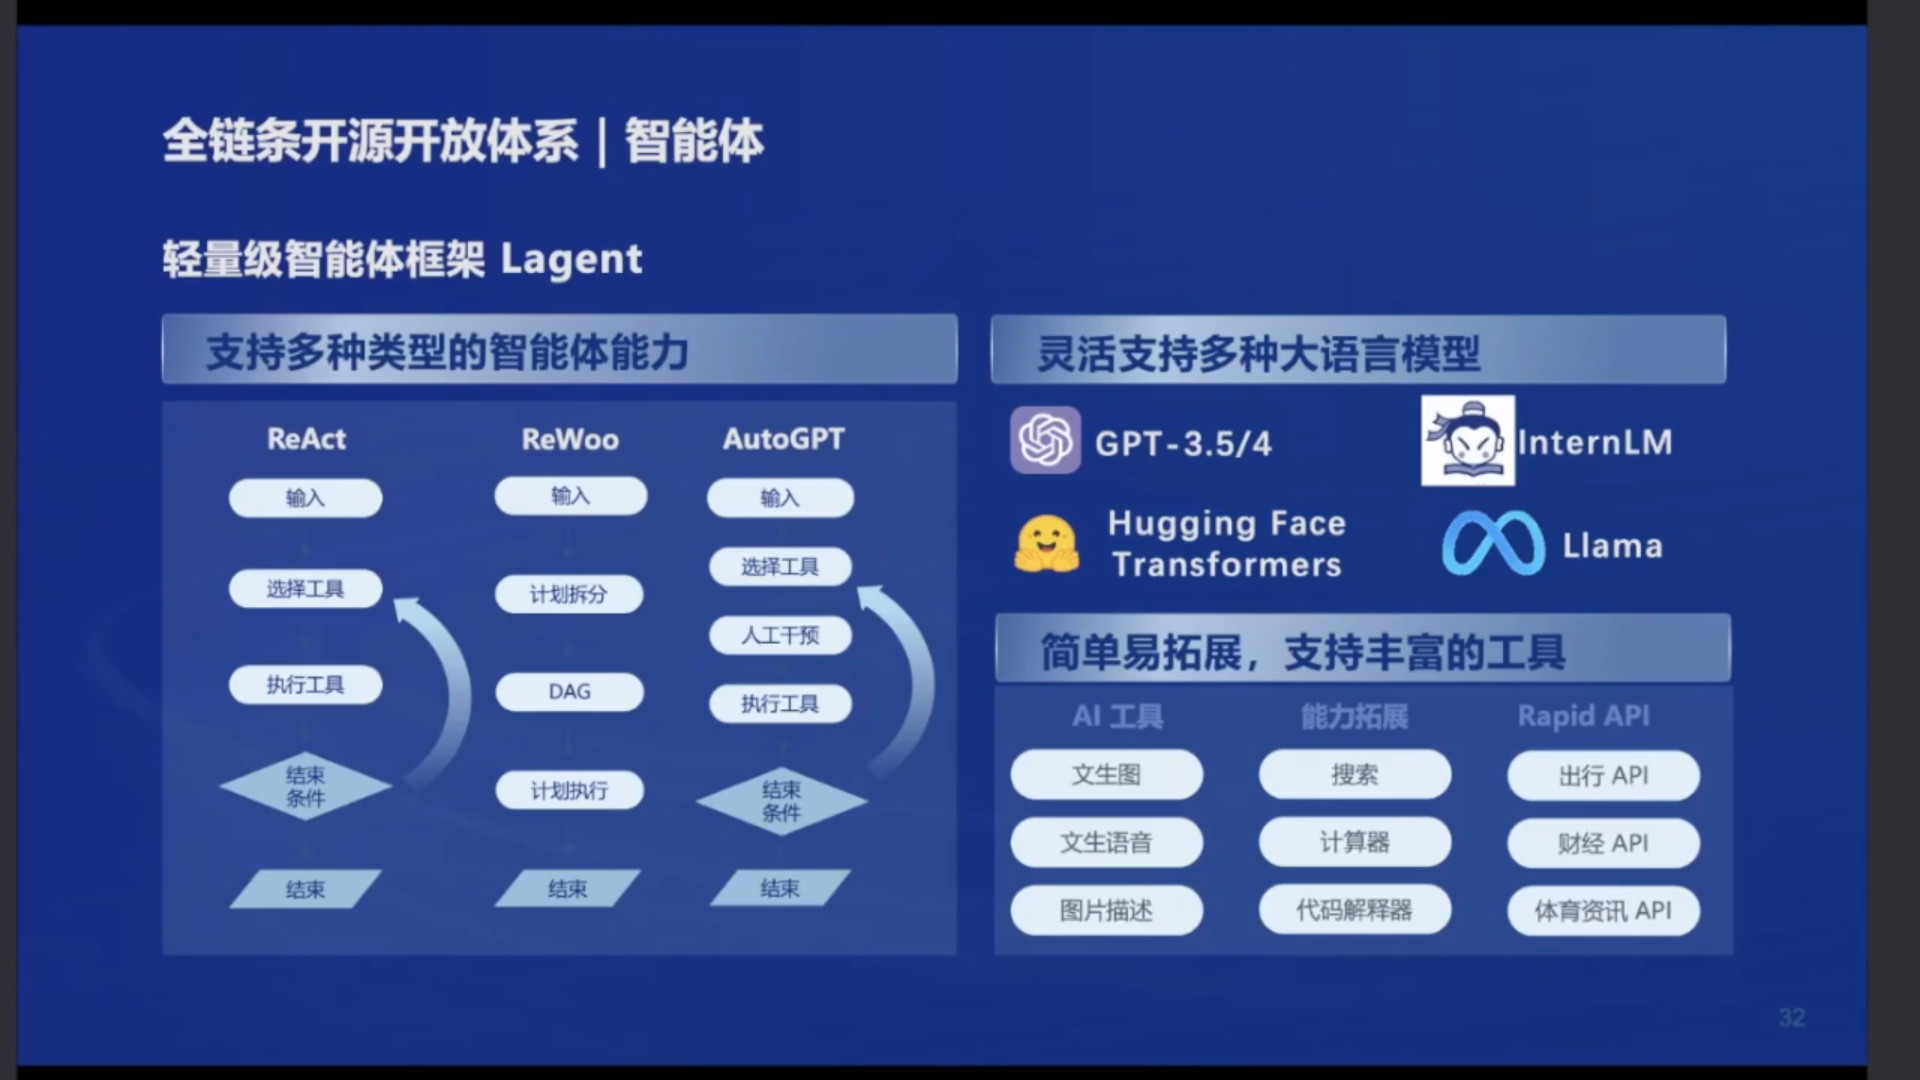 全链条开源开放体系 | 智能体
轻量级智能体框架 Lagent
支持多种类型的智能体能力
ReAct
输入
选择工具
执行工具
结束
条件
结束
ReWoo
输入
计划拆分
DAG
计划执行
结束
AutoGPT
输入
选择工具
人工干预
执行工具
结束
条件
结束
灵活支持多种大语言模型
GPT-3.5/4
InternLM
Hugging Face
Transformers
Llama
简单易拓展，支持丰富的工具
AI 工具
文生图
文生语音
图片描述
能力拓展
搜索
计算器
代码解释器
Rapid API
出行 API
财经 API
体育资讯 API
32